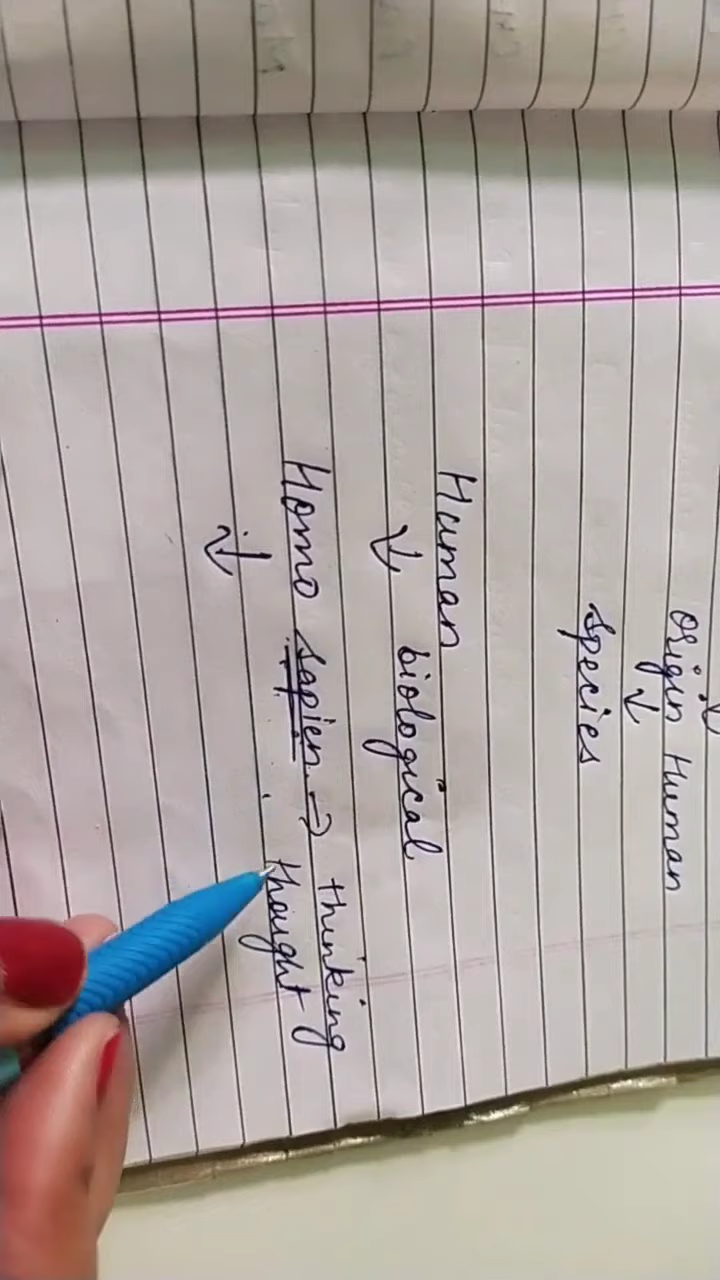 ↓
origin Human
↓
species
Human
↓ biological
Homo sapien → thinking
thought
↓